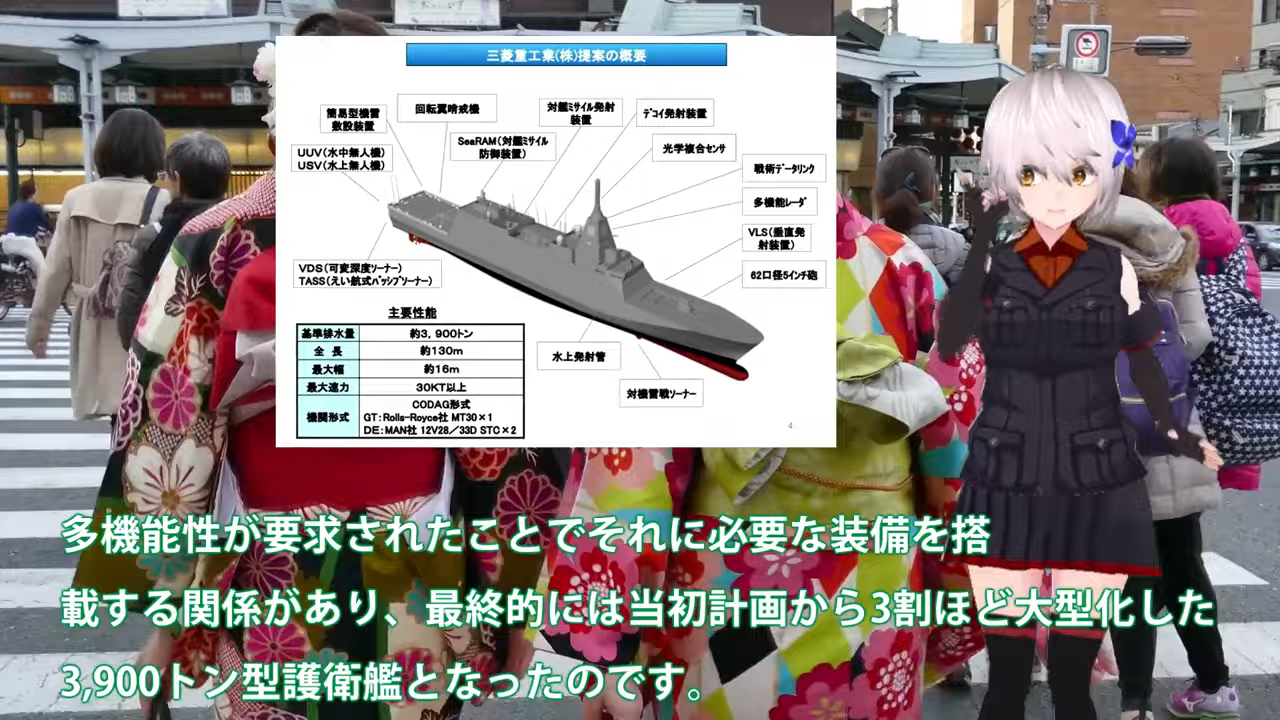 三菱重工業(株)提案の概要
簡易型機雷
敷設装置
回転翼哨戒機
対艦ミサイル発射
装置
デコイ発射装置
UUV(水中無人機)
USV(水上無人機)
SeaRAM(対艦ミサイル
防御装置)
光学複合センサ
戦術データリンク
多機能レーダ
VLS(垂直発
射装置)
62口径5インチ砲
VDS(可変深度ソーナー)
TASS(えい航式パッシブソーナー)
水上発射管
対機雷戦ソーナー
主要性能
基準排水量 約3,900トン
全 長 約130m
最大幅 約16m
最大速力 30KT以上
機関形式 CODAG形式
GT:Rolls-Royce社 MT30×1
DE:MAN社 12V28/33D STC×2
4
多機能性が要求されたことでそれに必要な装備を搭
載する関係があり、最終的には当初計画から3割ほど大型化した
3,900トン型護衛艦となったのです。